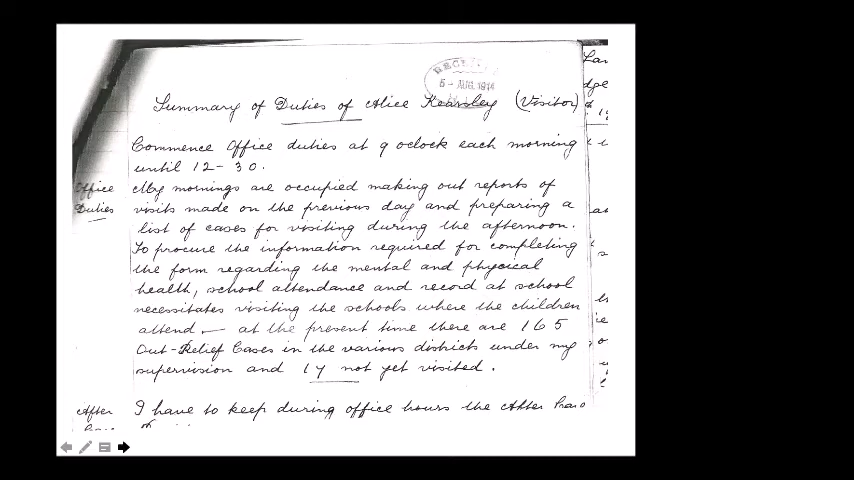 REC
5 - AUG. 1914
Summary of Duties of Alice Kearsley (Visitor)
Commence Office duties at 9 oclock each morning
until 12-30.
Office Duties
My mornings are occupied making out reports of
visits made on the previous day and preparing a
list of cases for visiting during the afternoon.
To procure the information required for completing
the form regarding the mental and physical
health, school attendance and record at school
necessitates visiting the schools where the children
attend — at the present time there are 165
Out-Relief Cases in the various districts under my
supervision and 17 not yet visited.
After
I have to keep during office hours the After